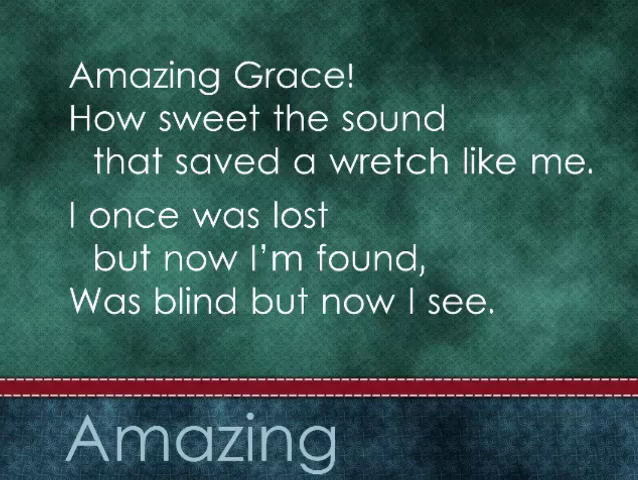 Amazing Grace!
How sweet the sound
that saved a wretch like me.
I once was lost
but now I’m found,
Was blind but now I see.
Amazing